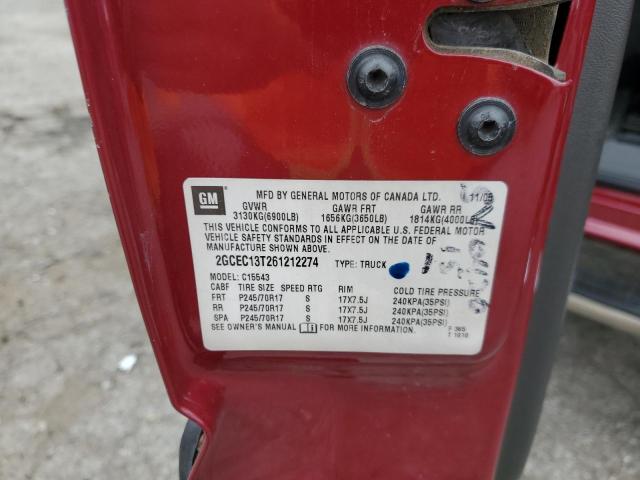 GM MFD BY GENERAL MOTORS OF CANADA LTD. 11/05
GVWR GAWR FRT GAWR RR
3130KG(6900LB) 1656KG(3650LB) 1814KG(4000LB)
THIS VEHICLE CONFORMS TO ALL APPLICABLE U.S. FEDERAL MOTOR
VEHICLE SAFETY STANDARDS IN EFFECT ON THE DATE OF
MANUFACTURE SHOWN ABOVE.
2GCEC13T261212274 TYPE: TRUCK
MODEL: C15543
CABF TIRE SIZE SPEED RTG RIM COLD TIRE PRESSURE
FRT P245/70R17 S 17X7.5J 240KPA(35PSI)
RR P245/70R17 S 17X7.5J 240KPA(35PSI)
SPA P245/70R17 S 17X7.5J 240KPA(35PSI)
SEE OWNER'S MANUAL FOR MORE INFORMATION.